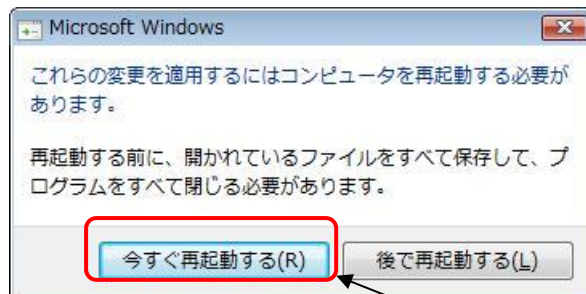 Microsoft Windows
これらの変更を適用するにはコンピュータを再起動する必要が
あります。
再起動する前に、開かれているファイルをすべて保存して、プ
ログラムをすべて閉じる必要があります。
今すぐ再起動する(R)
後で再起動する(L)